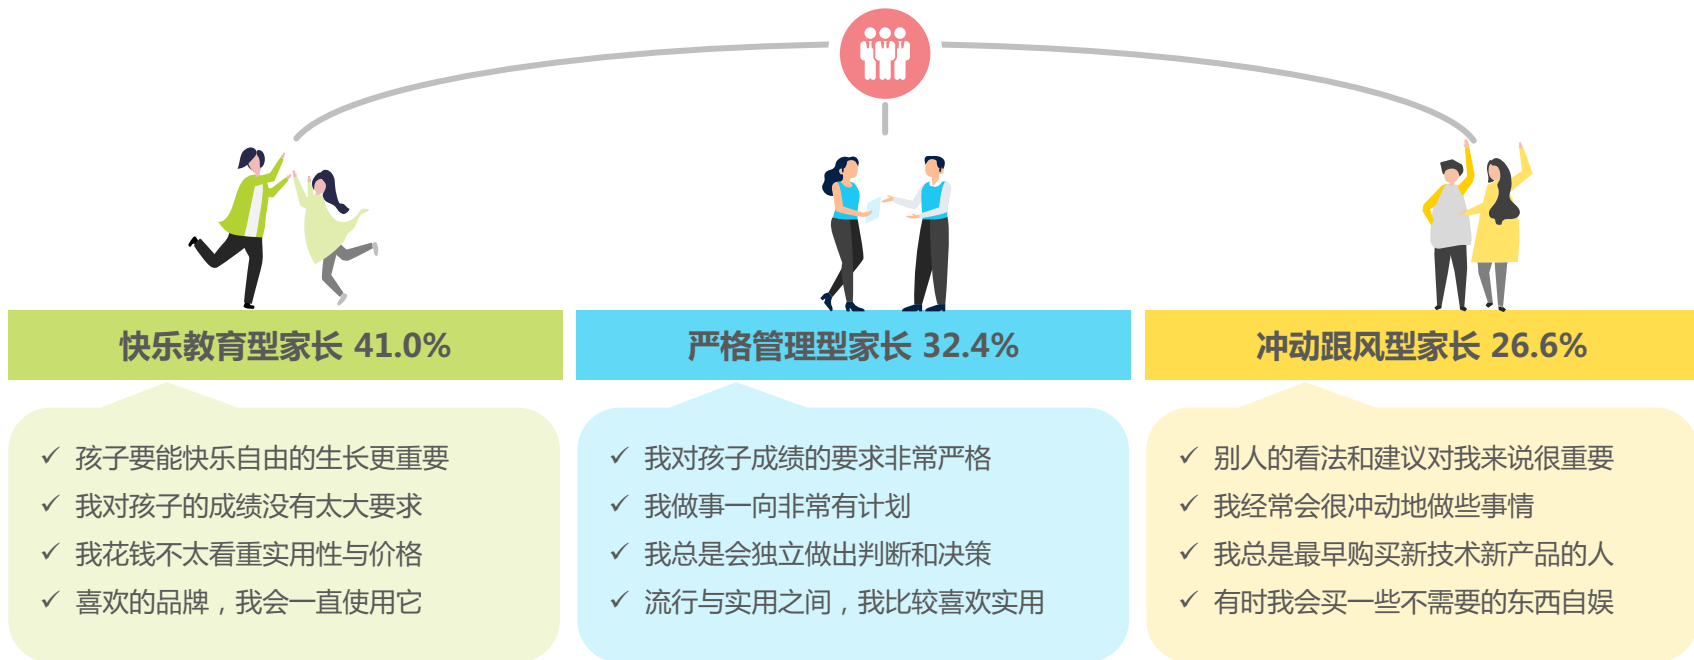 快乐教育型家长 41.0%
孩子要能快乐自由的生长更重要
我对孩子的成绩没有太大要求
我花钱不太看重实用性与价格
喜欢的品牌，我会一直使用它
严格管理型家长 32.4%
我对孩子成绩的要求非常严格
我做事一向非常有计划
我总是会独立做出判断和决策
流行与实用之间，我比较喜欢实用
冲动跟风型家长 26.6%
别人的看法和建议对我来说很重要
我经常会很冲动地做些事情
我总是最早购买新技术新产品的人
有时我会买一些不需要的东西自娱